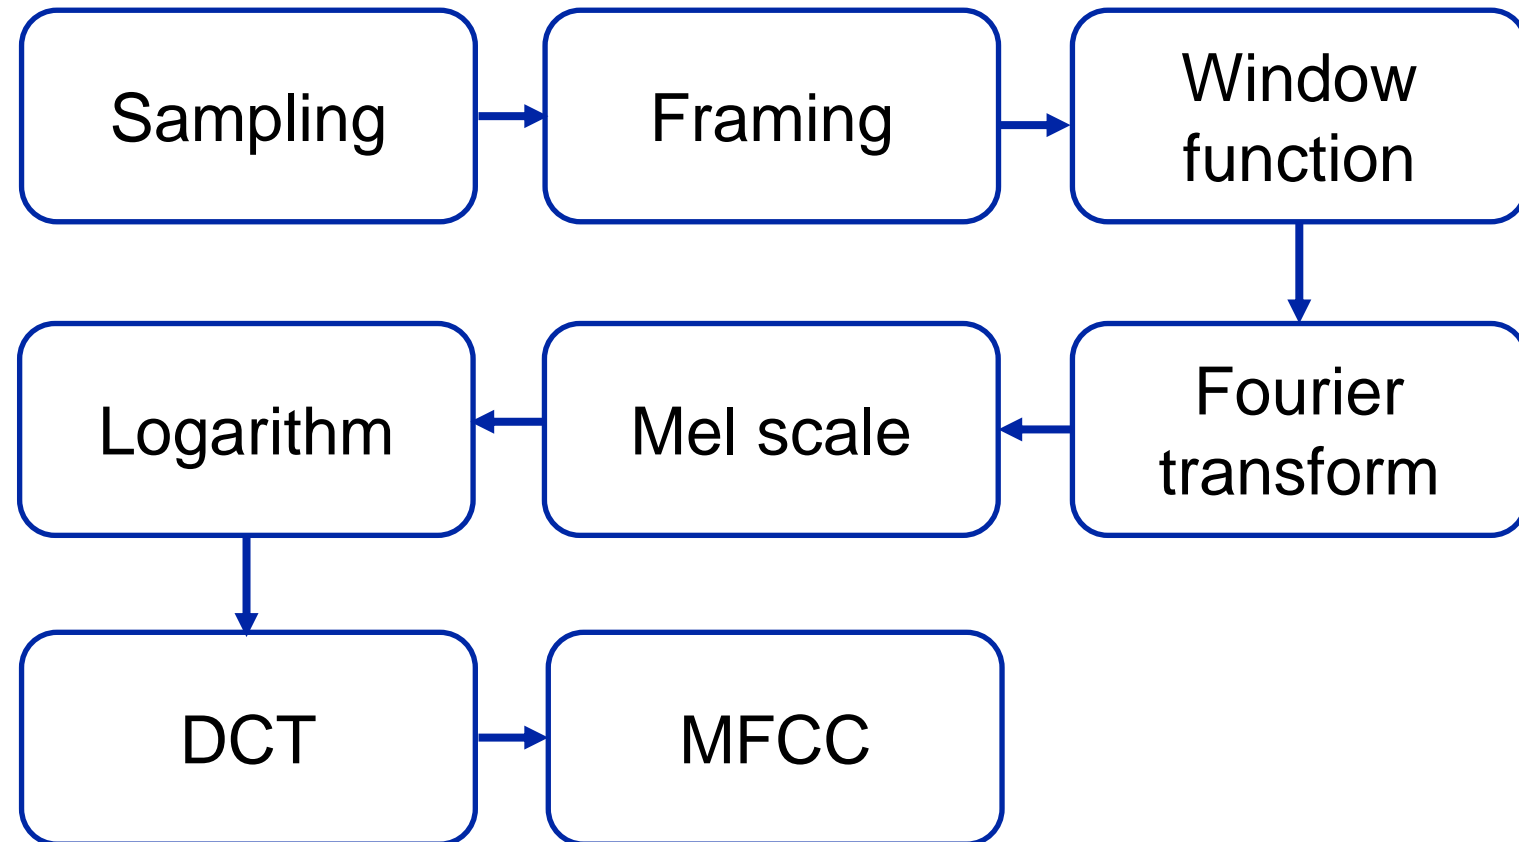 Sampling
Framing
Window
function
Fourier
transform
Mel scale
Logarithm
DCT
MFCC